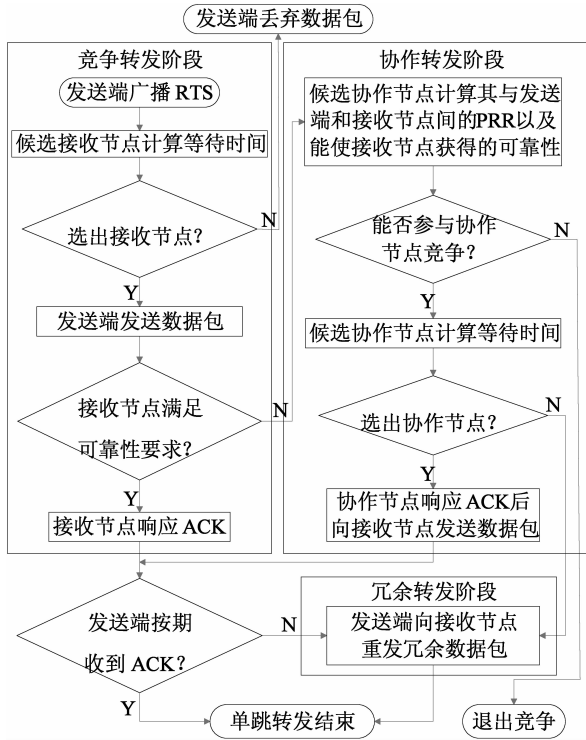 发送端丢弃数据包
竞争转发阶段
发送端广播RTS
候选接收节点计算等待时间
选出接收节点?
N
Y
发送端发送数据包
接收节点满足
可靠性要求?
N
Y
接收节点响应ACK
协作转发阶段
候选协作节点计算其与发送
端和接收节点间的PRR以及
能使接收节点获得的可靠性
能否参与协作
节点竞争?
N
Y
候选协作节点计算等待时间
选出协作节点?
N
Y
协作节点响应ACK后
向接收节点发送数据包
发送端按期
收到ACK?
N
Y
冗余转发阶段
发送端向接收节点
重发冗余数据包
单跳转发结束
退出竞争